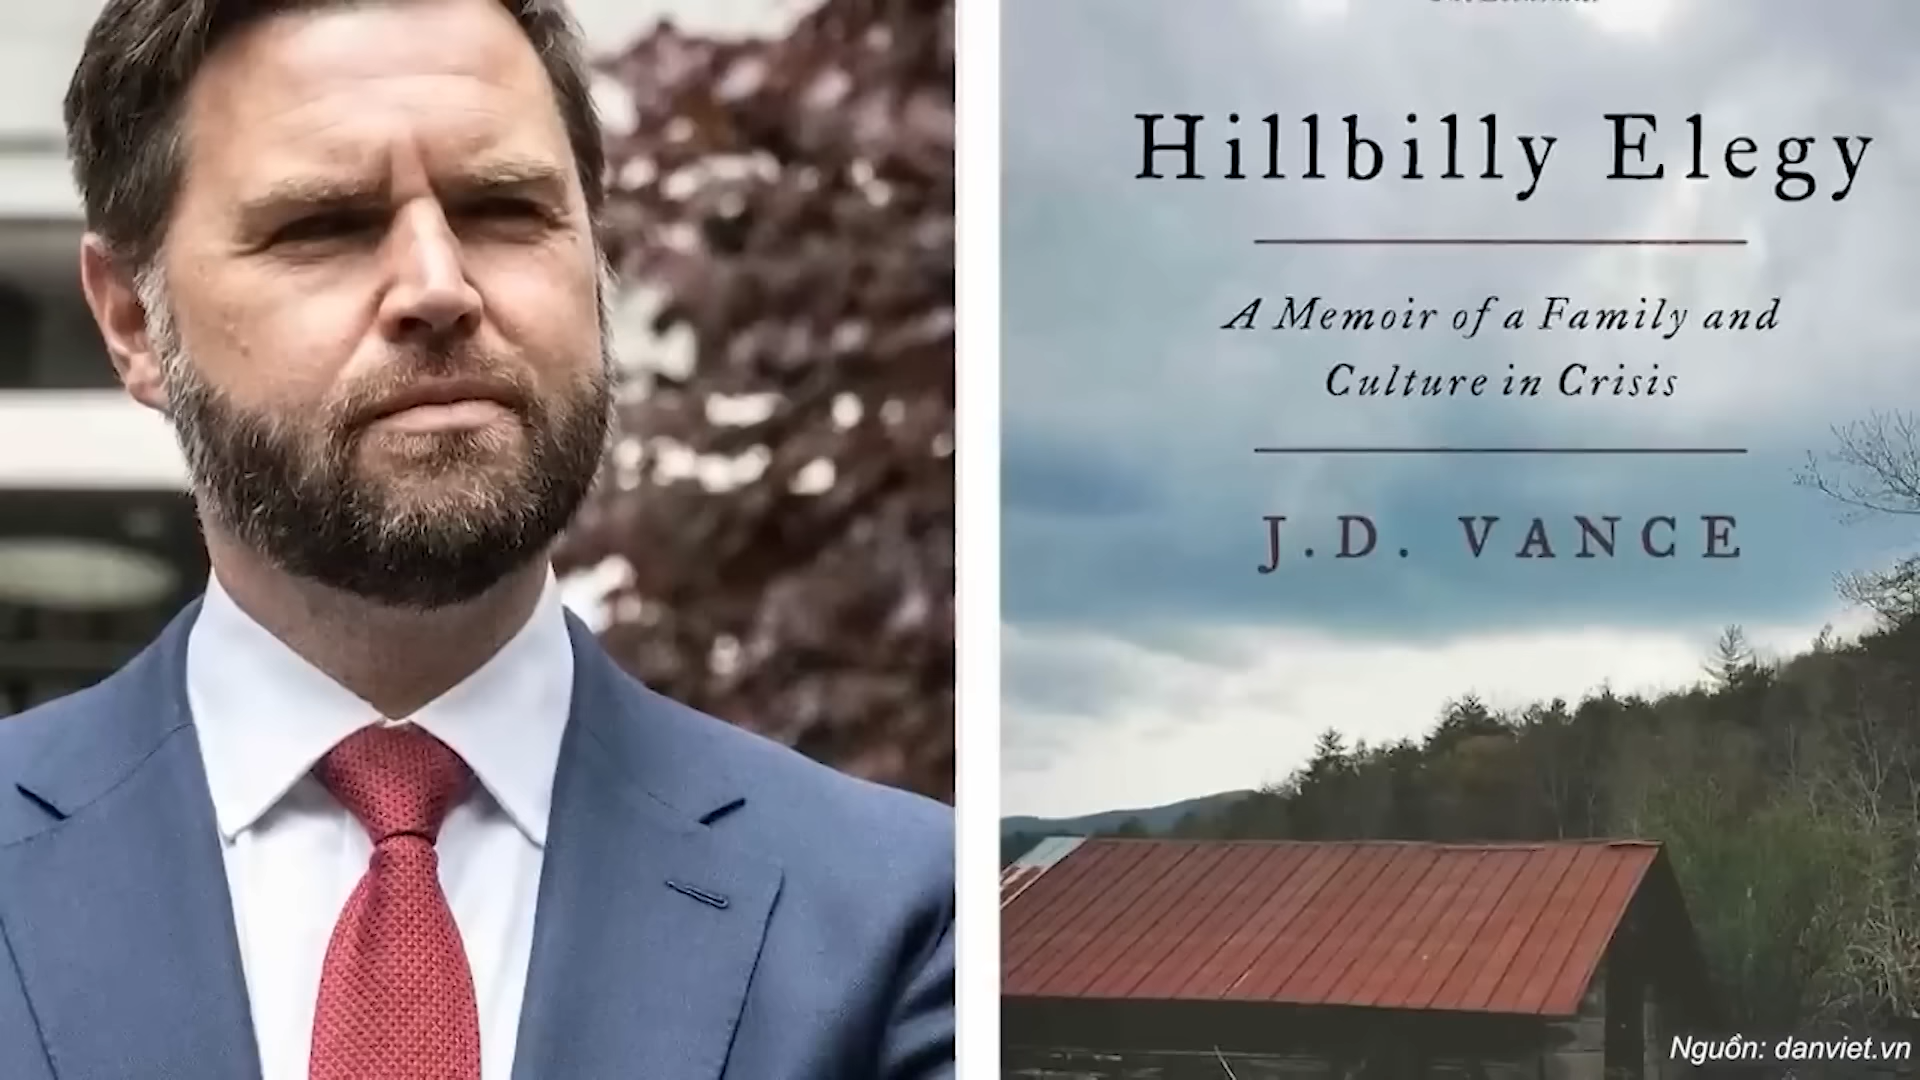 Hillbilly Elegy
A Memoir of a Family and
Culture in Crisis
J.D. VANCE
Nguồn: danviet.vn